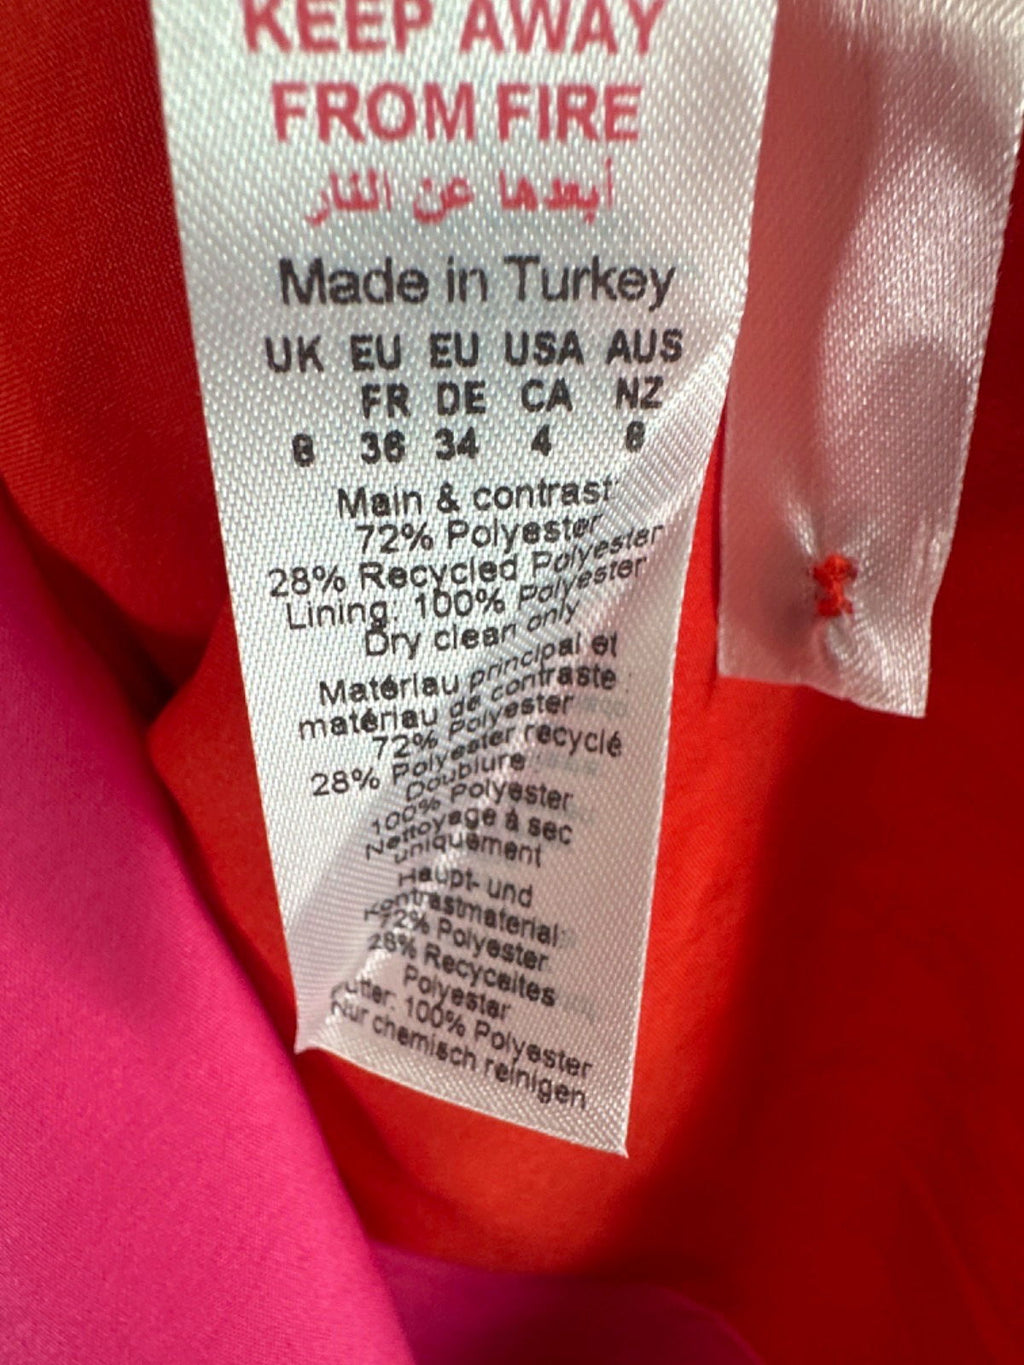 KEEP AWAY
FROM FIRE
أبعدها عن النار
Made in Turkey
UK EU EU USA AUS
FR DE CA NZ
8 36 34 4 8
Main & contrast:
72% Polyester
28% Recycled Polyester
Lining: 100% Polyester
Dry clean only
Matériau principal et
matériau de contraste :
72% Polyester
28% Polyester recyclé
Doublure
100% Polyester
Nettoyage à sec
uniquement
Haupt- und
Kontrastmaterial:
72% Polyester
28% Recyceltes
Polyester
Futter: 100% Polyester
Nur chemisch reinigen